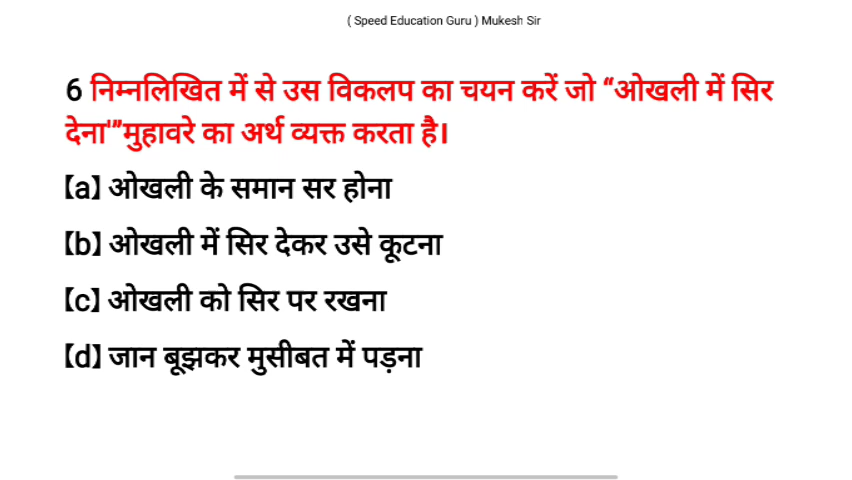 ( Speed Education Guru ) Mukesh Sir
6 निम्नलिखित में से उस विकल्प का चयन करें जो “ओखली में सिर
देना'”मुहावरे का अर्थ व्यक्त करता है।
【a】ओखली के समान सर होना
【b】ओखली में सिर देकर उसे कूटना
【c】ओखली को सिर पर रखना
【d】जान बूझकर मुसीबत में पड़ना